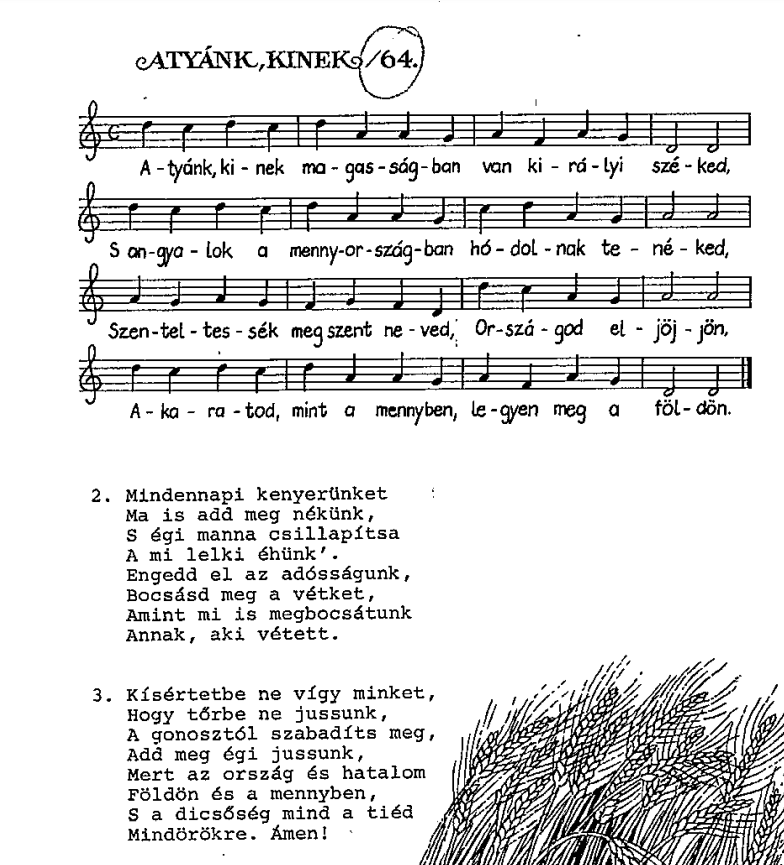 ATYÁNK, KINEK /64.
A-tyánk, ki-nek ma-gas-ság-ban van ki-rá-lyi szé-ked,
S an-gya-lok a menny-or-szág-ban hó-dol-nak te-né-ked,
Szen-tel-tes-sék meg szent ne-ved, Or-szá-god el-jöj-jön,
A-ka-ra-tod, mint a mennyben, le-gyen meg a föl-dön.
2. Mindennapi kenyerünket
Ma is add meg nékünk,
S égi manna csillapítsa
A mi lelki éhünk'.
Engedd el az adósságunk,
Bocsásd meg a vétket,
Amint mi is megbocsátunk
Annak, aki vétett.
3. Kísértetbe ne vígy minket,
Hogy tőrbe ne jussunk,
A gonosztól szabadíts meg,
Add meg égi jussunk,
Mert az ország és hatalom
Földön és a mennyben,
S a dicsőség mind a tiéd
Mindörökre. Ámen!